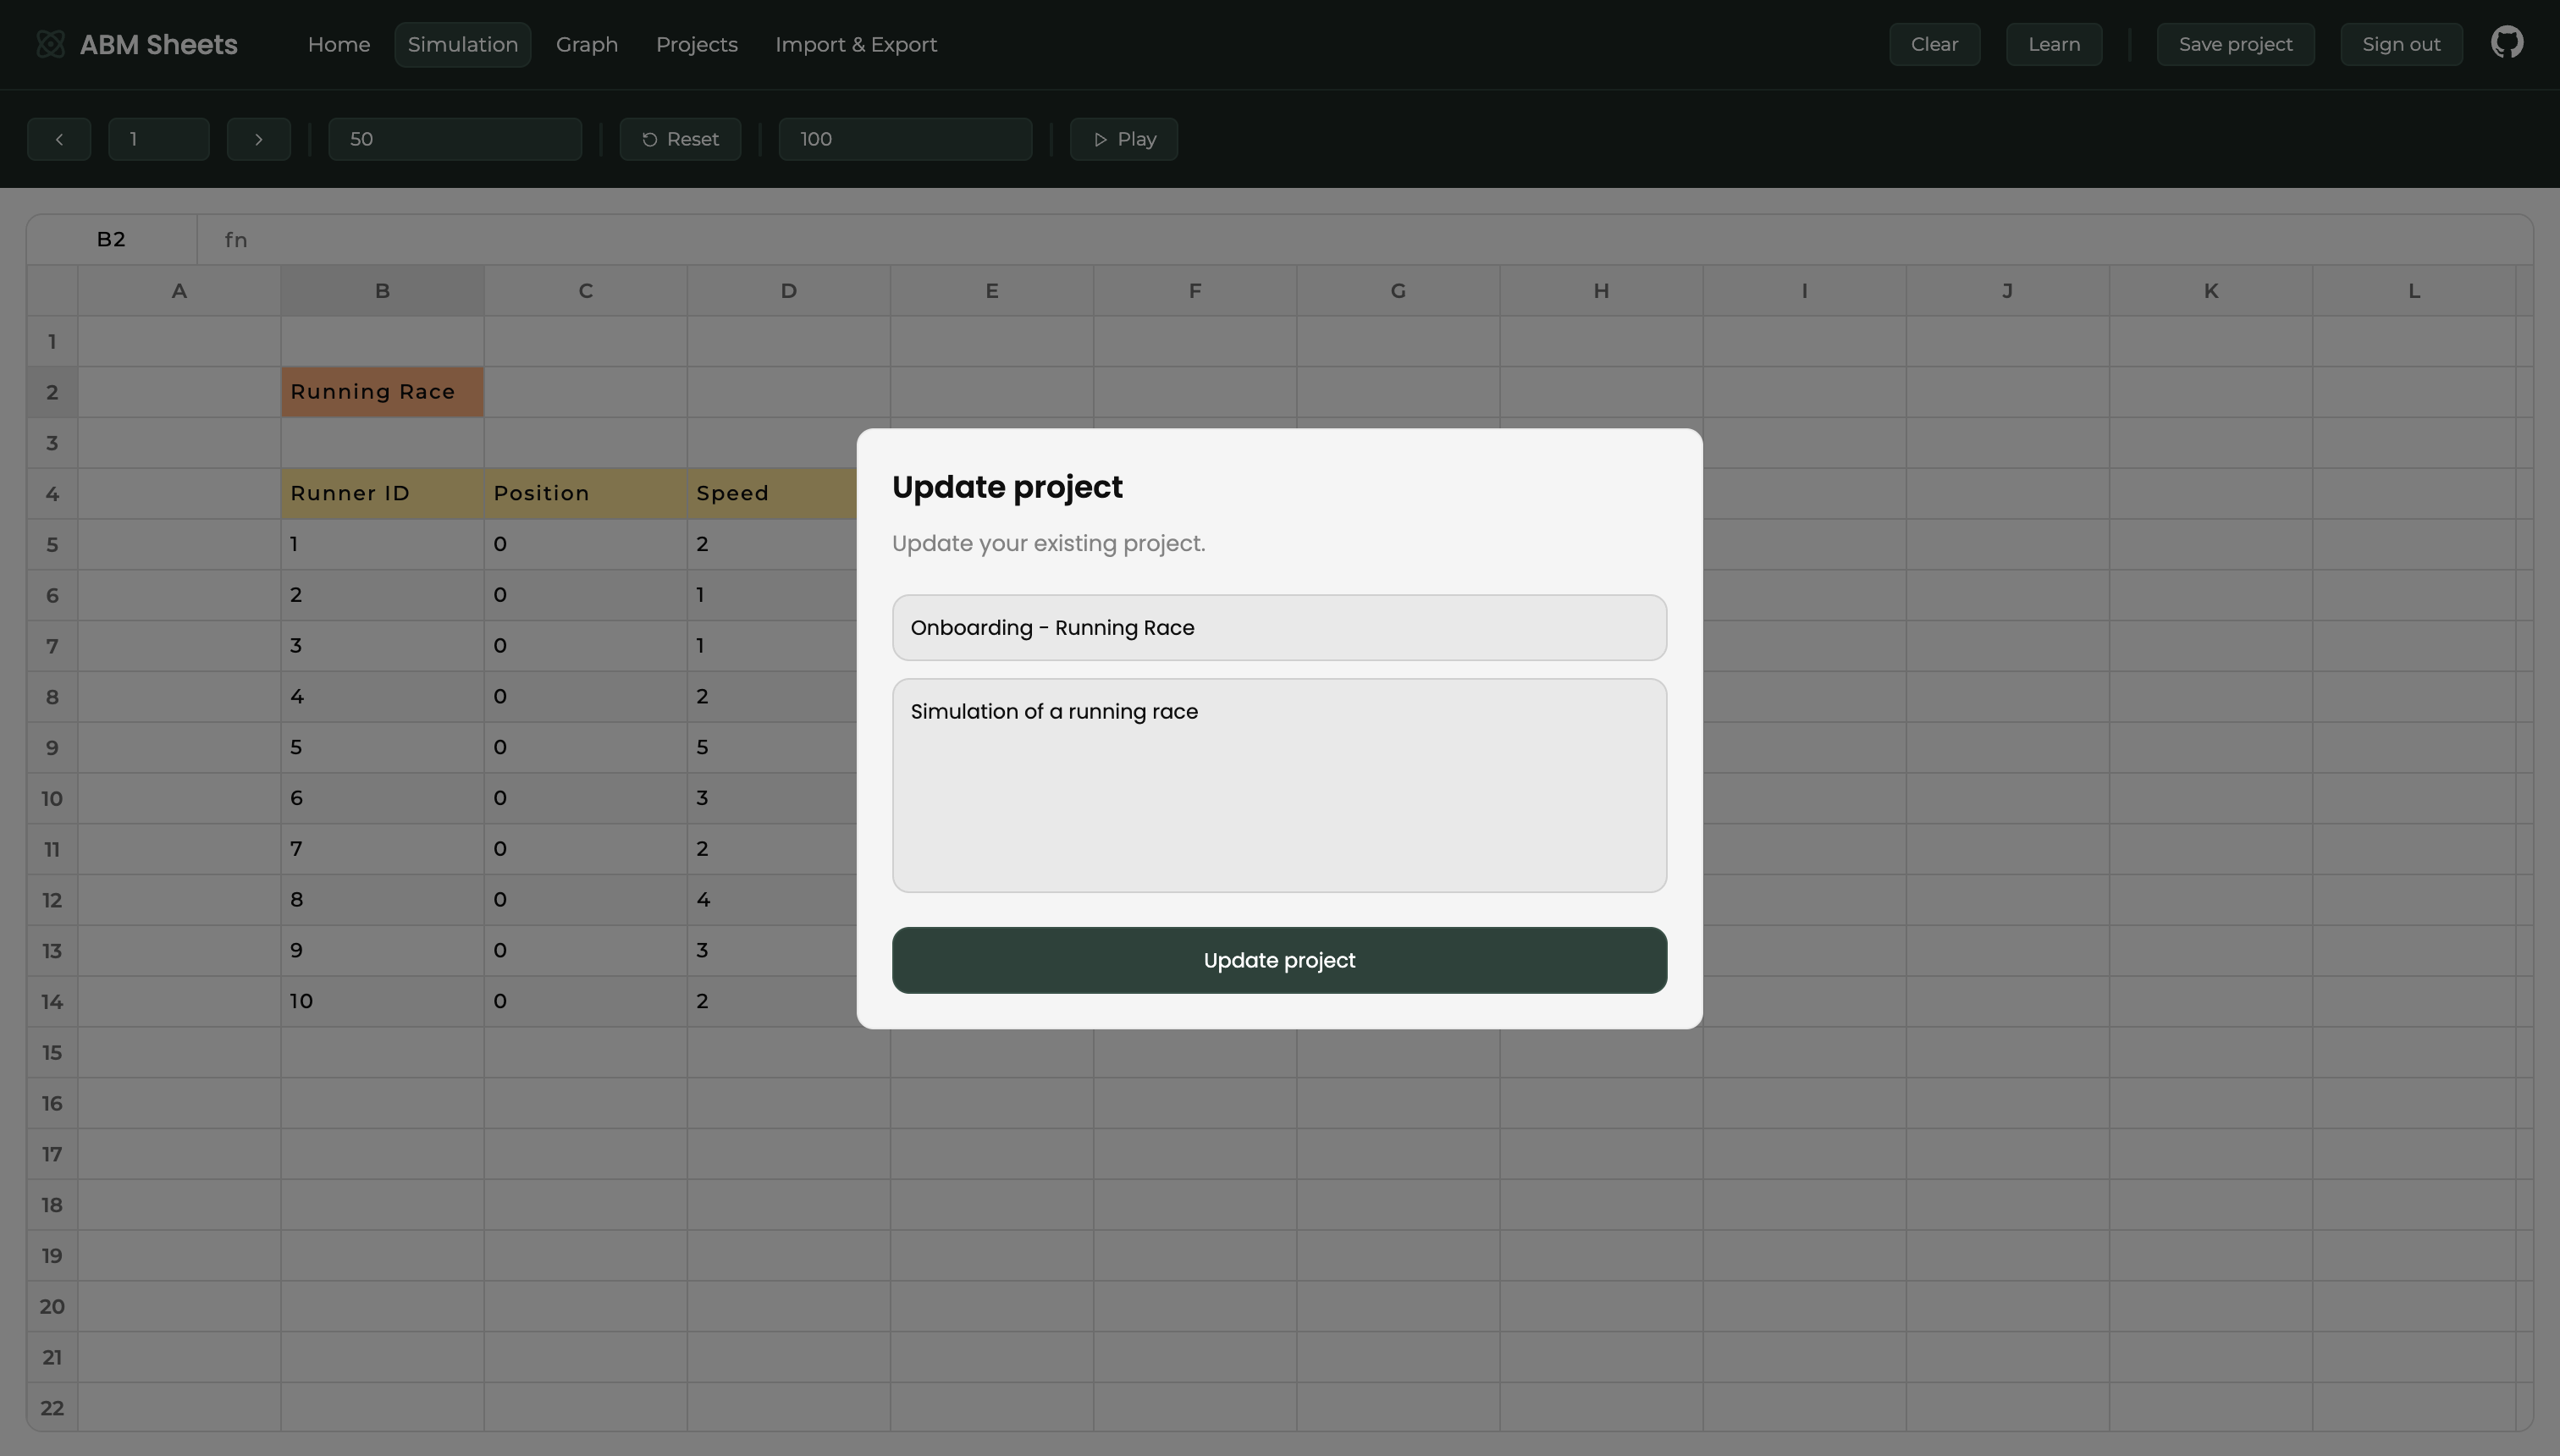 ABM Sheets Home Simulation Graph Projects Import & Export Clear Learn Save project Sign out
1 50 Reset 100 Play
B2 fn
A B C D E F G H I J K L
1
2 Running Race
3
4 Runner ID Position Speed
5 1 0 2
6 2 0 1
7 3 0 1
8 4 0 2
9 5 0 5
10 6 0 3
11 7 0 2
12 8 0 4
13 9 0 3
14 10 0 2
15
16
17
18
19
20
21
22
Update project
Update your existing project.
Onboarding - Running Race
Simulation of a running race
Update project